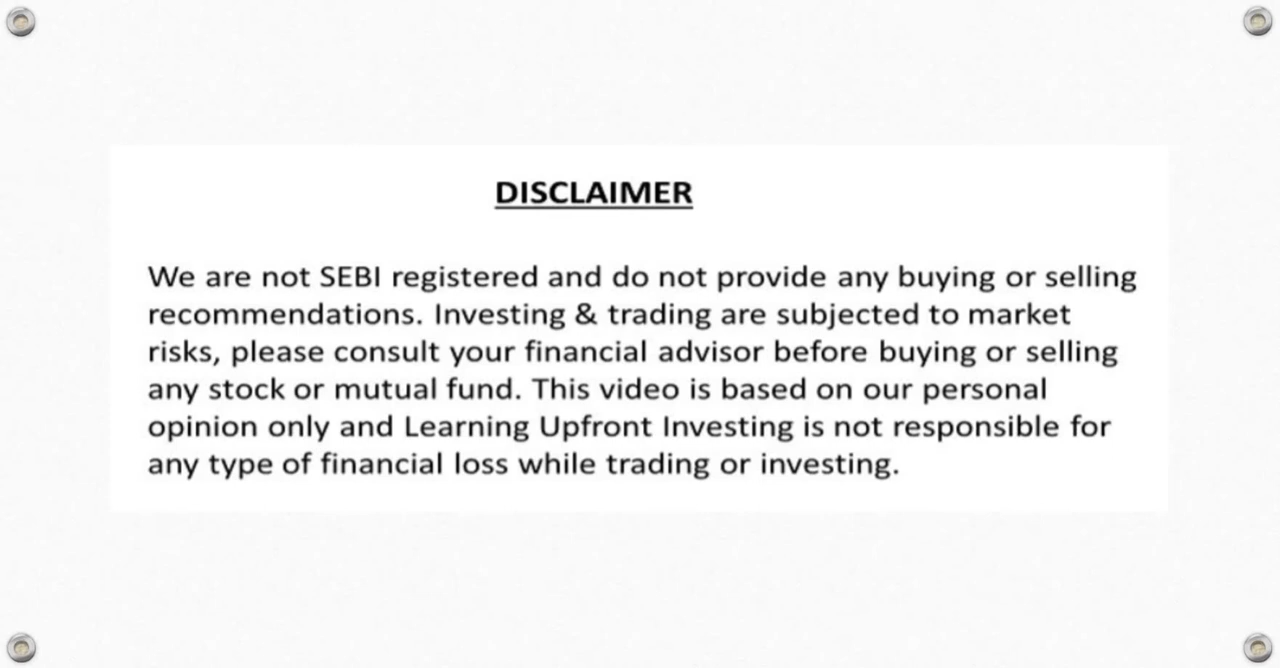 DISCLAIMER
We are not SEBI registered and do not provide any buying or selling
recommendations. Investing & trading are subjected to market
risks, please consult your financial advisor before buying or selling
any stock or mutual fund. This video is based on our personal
opinion only and Learning Upfront Investing is not responsible for
any type of financial loss while trading or investing.